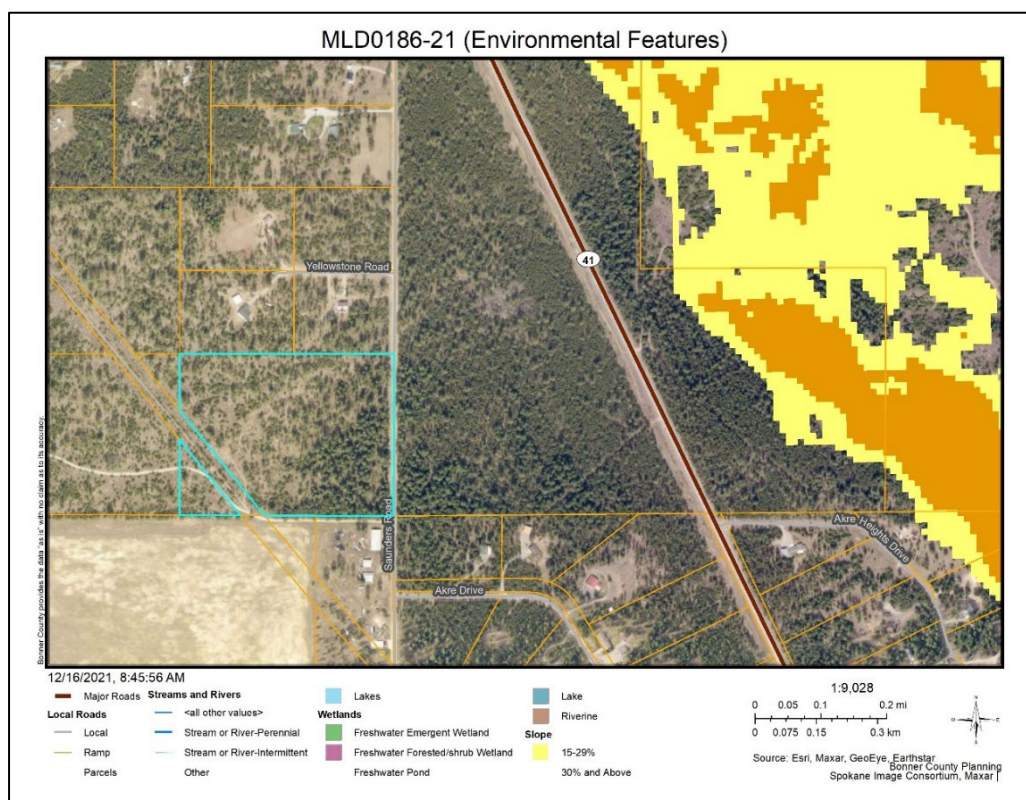 MLD0186-21 (Environmental Features)
41
Yellowstone Road
Saunders Road
Akre Drive
Akre Heights Drive
Bonner County provides the data "as is" with no claim as to its accuracy.
12/16/2021, 8:45:56 AM
Major Roads
Local Roads
Local
Ramp
Parcels
Streams and Rivers
<all other values>
Stream or River-Perennial
Stream or River-Intermittent
Other
Lakes
Wetlands
Freshwater Emergent Wetland
Freshwater Forested/shrub Wetland
Freshwater Pond
Lake
Riverine
Slope
15-29%
30% and Above
1:9,028
0 0.05 0.1 0.2 mi
0 0.075 0.15 0.3 km
Source: Esri, Maxar, GeoEye, Earthstar
Bonner County Planning
Spokane Image Consortium, Maxar |